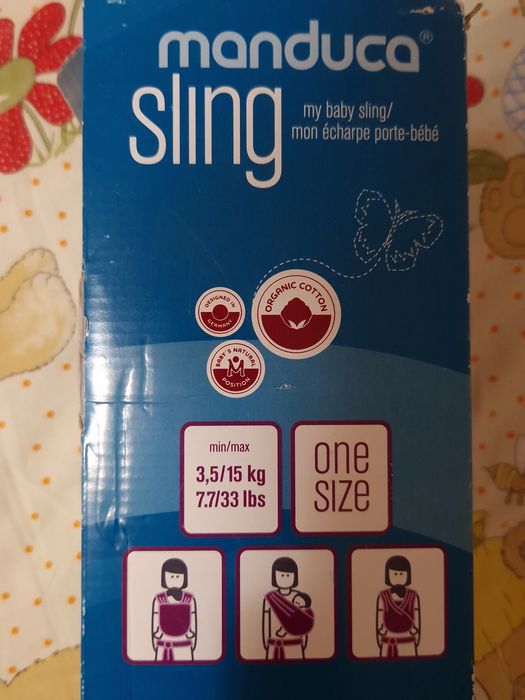 manduca®
sling
my baby sling/
mon écharpe porte-bébé
DESIGNED IN
GERMANY
ORGANIC COTTON
BABY'S NATURAL
POSITION
min/max
3,5/15 kg
7.7/33 lbs
one
size